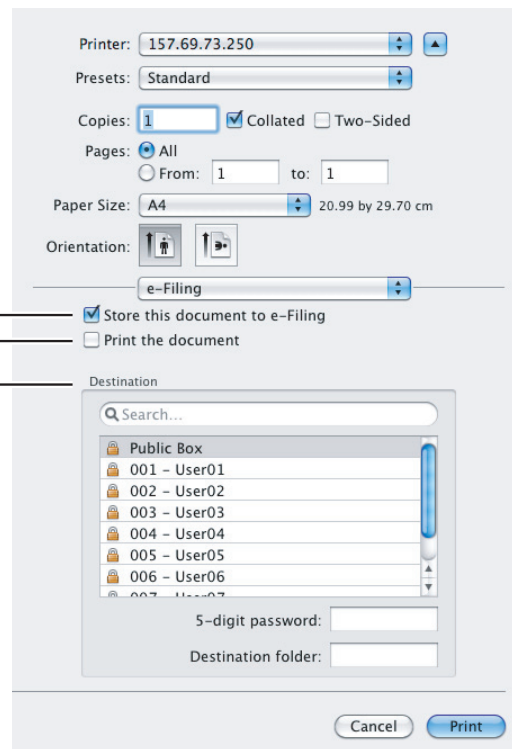 Printer: 157.69.73.250
Presets: Standard
Copies: 1 Collated Two-Sided
Pages: All
From: 1 to: 1
Paper Size: A4 20.99 by 29.70 cm
Orientation:
e-Filing
Store this document to e-Filing
Print the document
Destination
Search...
Public Box
001 - User01
002 - User02
003 - User03
004 - User04
005 - User05
006 - User06
5-digit password:
Destination folder:
Cancel Print